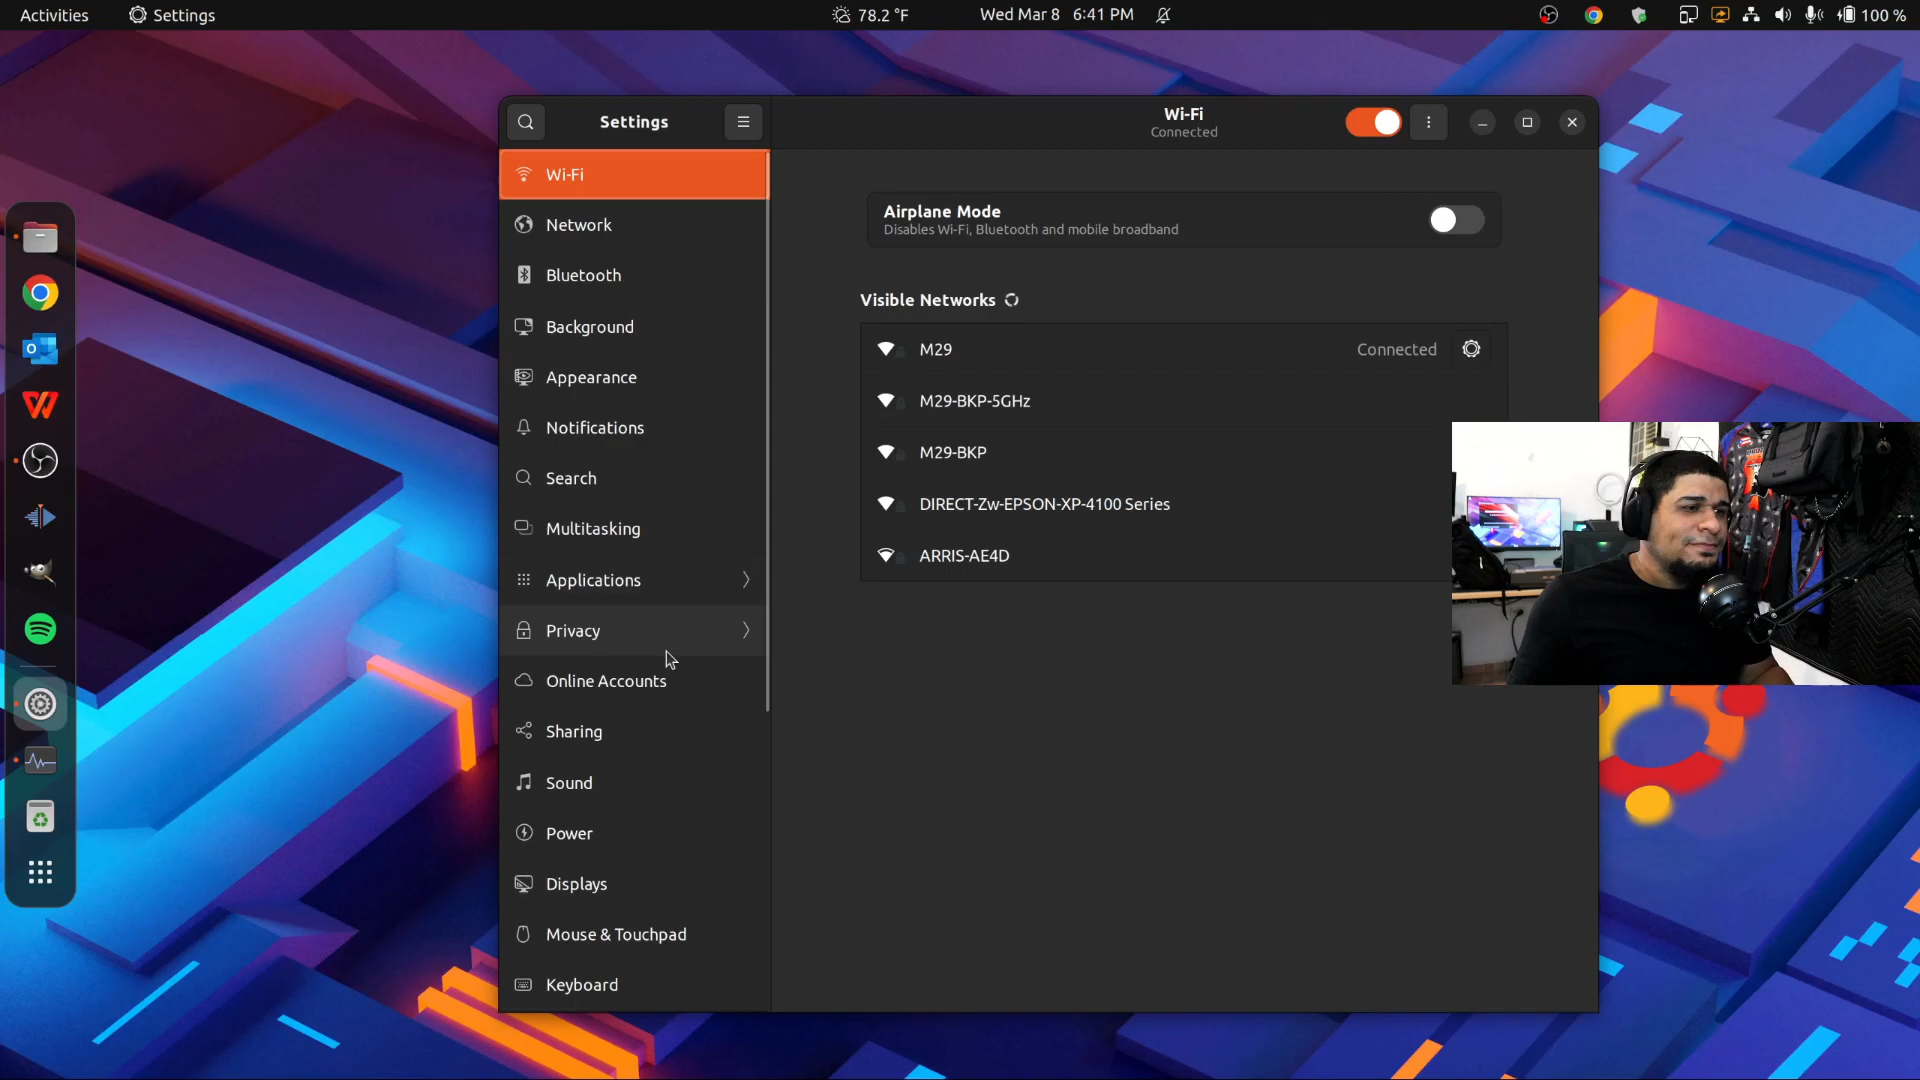 Activities
Settings
78.2 °F
Wed Mar 8 6:41 PM
100 %
Settings
Wi-Fi
Connected
Wi-Fi
Network
Bluetooth
Background
Appearance
Notifications
Search
Multitasking
Applications
Privacy
Online Accounts
Sharing
Sound
Power
Displays
Mouse & Touchpad
Keyboard
Airplane Mode
Disables Wi-Fi, Bluetooth and mobile broadband
Visible Networks
M29
Connected
M29-BKP-5GHz
M29-BKP
DIRECT-Zw-EPSON-XP-4100 Series
ARRIS-AE4D